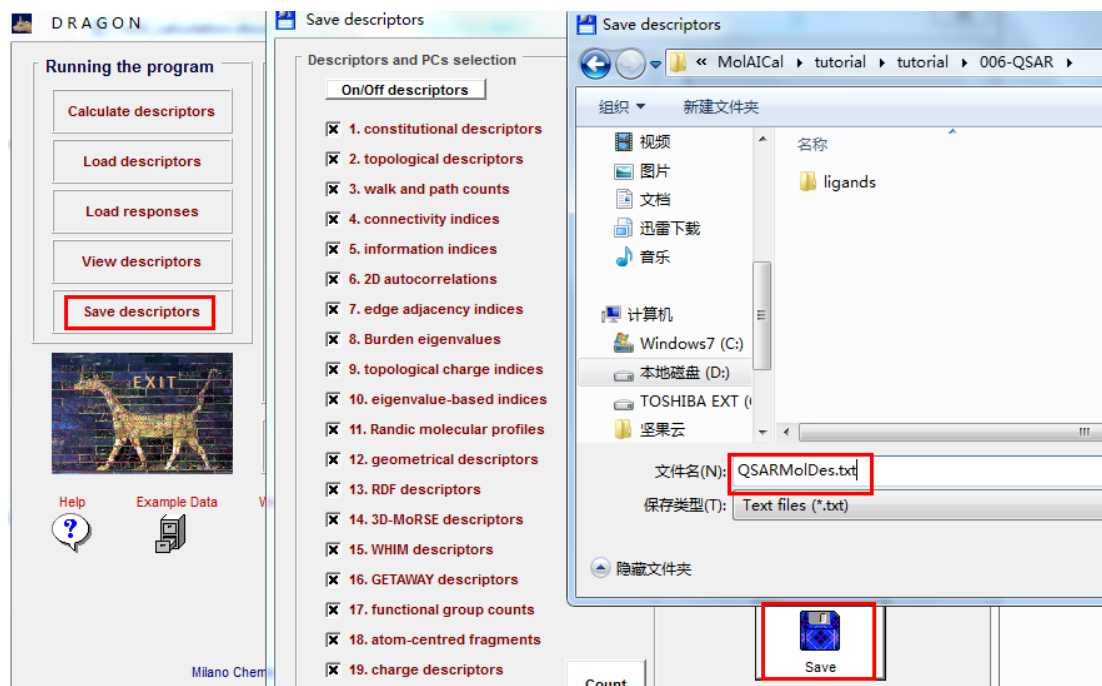 DRAGON
Running the program
Calculate descriptors
Load descriptors
Load responses
View descriptors
Save descriptors
EXIT
Help
Example Data
Milano Chem
Save descriptors
Descriptors and PCs selection
On/Off descriptors
1. constitutional descriptors
2. topological descriptors
3. walk and path counts
4. connectivity indices
5. information indices
6. 2D autocorrelations
7. edge adjacency indices
8. Burden eigenvalues
9. topological charge indices
10. eigenvalue-based indices
11. Randic molecular profiles
12. geometrical descriptors
13. RDF descriptors
14. 3D-MoRSE descriptors
15. WHIM descriptors
16. GETAWAY descriptors
17. functional group counts
18. atom-centred fragments
19. charge descriptors
Count
Save descriptors
« MolAICal ▸ tutorial ▸ tutorial ▸ 006-QSAR ▸
组织 ▼ 新建文件夹
视频
图片
文档
迅雷下载
音乐
计算机
Windows7 (C:)
本地磁盘 (D:)
TOSHIBA EXT (
坚果云
名称
ligands
文件名(N): QSARMolDes.txt
保存类型(T): Text files (*.txt)
隐藏文件夹
Save